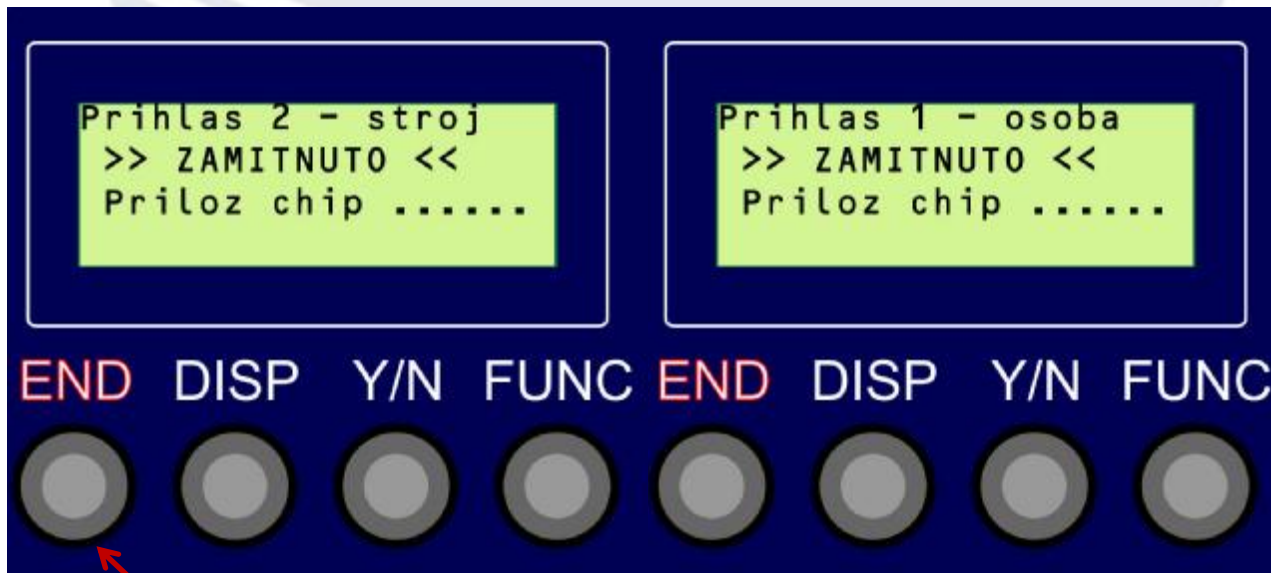 Prihlas 2 - stroj
>> ZAMITNUTO <<
Priloz chip ......
END DISP Y/N FUNC
Prihlas 1 - osoba
>> ZAMITNUTO <<
Priloz chip ......
END DISP Y/N FUNC